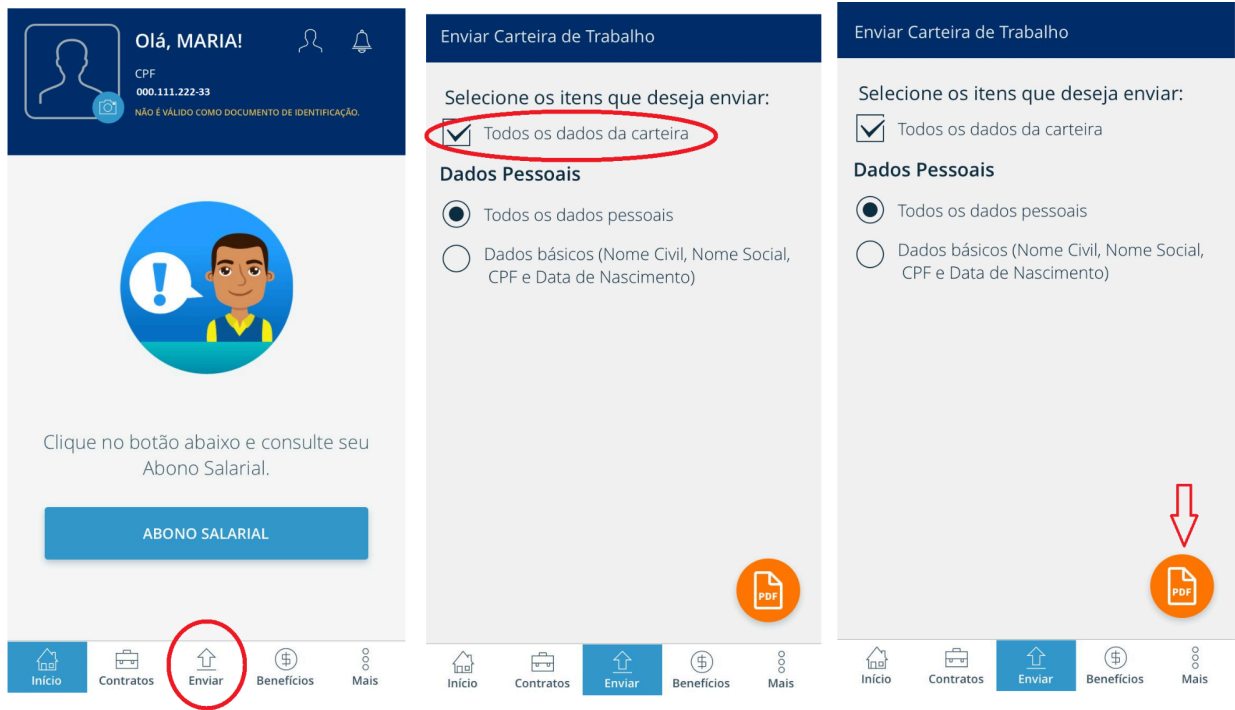 Olá, MARIA!
CPF
000.111.222-33
NÃO É VÁLIDO COMO DOCUMENTO DE IDENTIFICAÇÃO.
!
Clique no botão abaixo e consulte seu
Abono Salarial.
ABONO SALARIAL
Início
Contratos
Enviar
Benefícios
Mais
Enviar Carteira de Trabalho
Selecione os itens que deseja enviar:
Todos os dados da carteira
Dados Pessoais
Todos os dados pessoais
Dados básicos (Nome Civil, Nome Social,
CPF e Data de Nascimento)
PDF
Início
Contratos
Enviar
Benefícios
Mais
Enviar Carteira de Trabalho
Selecione os itens que deseja enviar:
Todos os dados da carteira
Dados Pessoais
Todos os dados pessoais
Dados básicos (Nome Civil, Nome Social,
CPF e Data de Nascimento)
PDF
Início
Contratos
Enviar
Benefícios
Mais